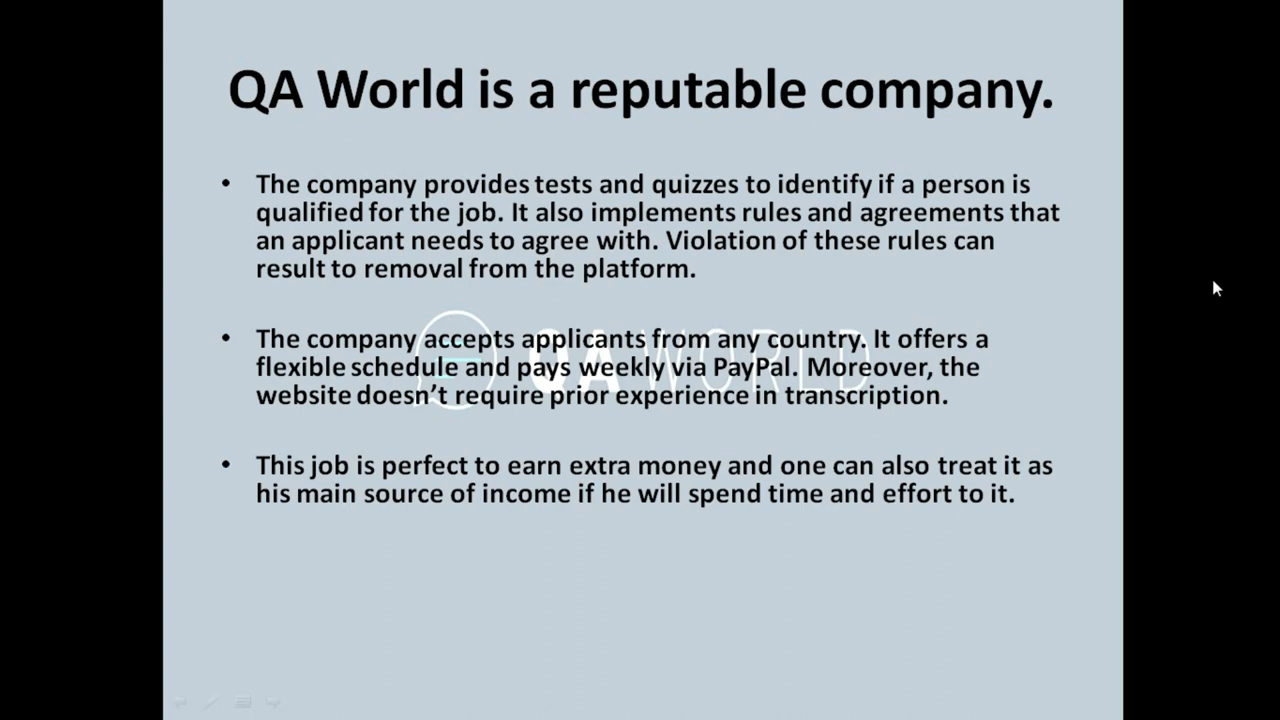 QA World is a reputable company.
• The company provides tests and quizzes to identify if a person is
qualified for the job. It also implements rules and agreements that
an applicant needs to agree with. Violation of these rules can
result to removal from the platform.
• The company accepts applicants from any country. It offers a
flexible schedule and pays weekly via PayPal. Moreover, the
website doesn’t require prior experience in transcription.
QA WORLD
• This job is perfect to earn extra money and one can also treat it as
his main source of income if he will spend time and effort to it.